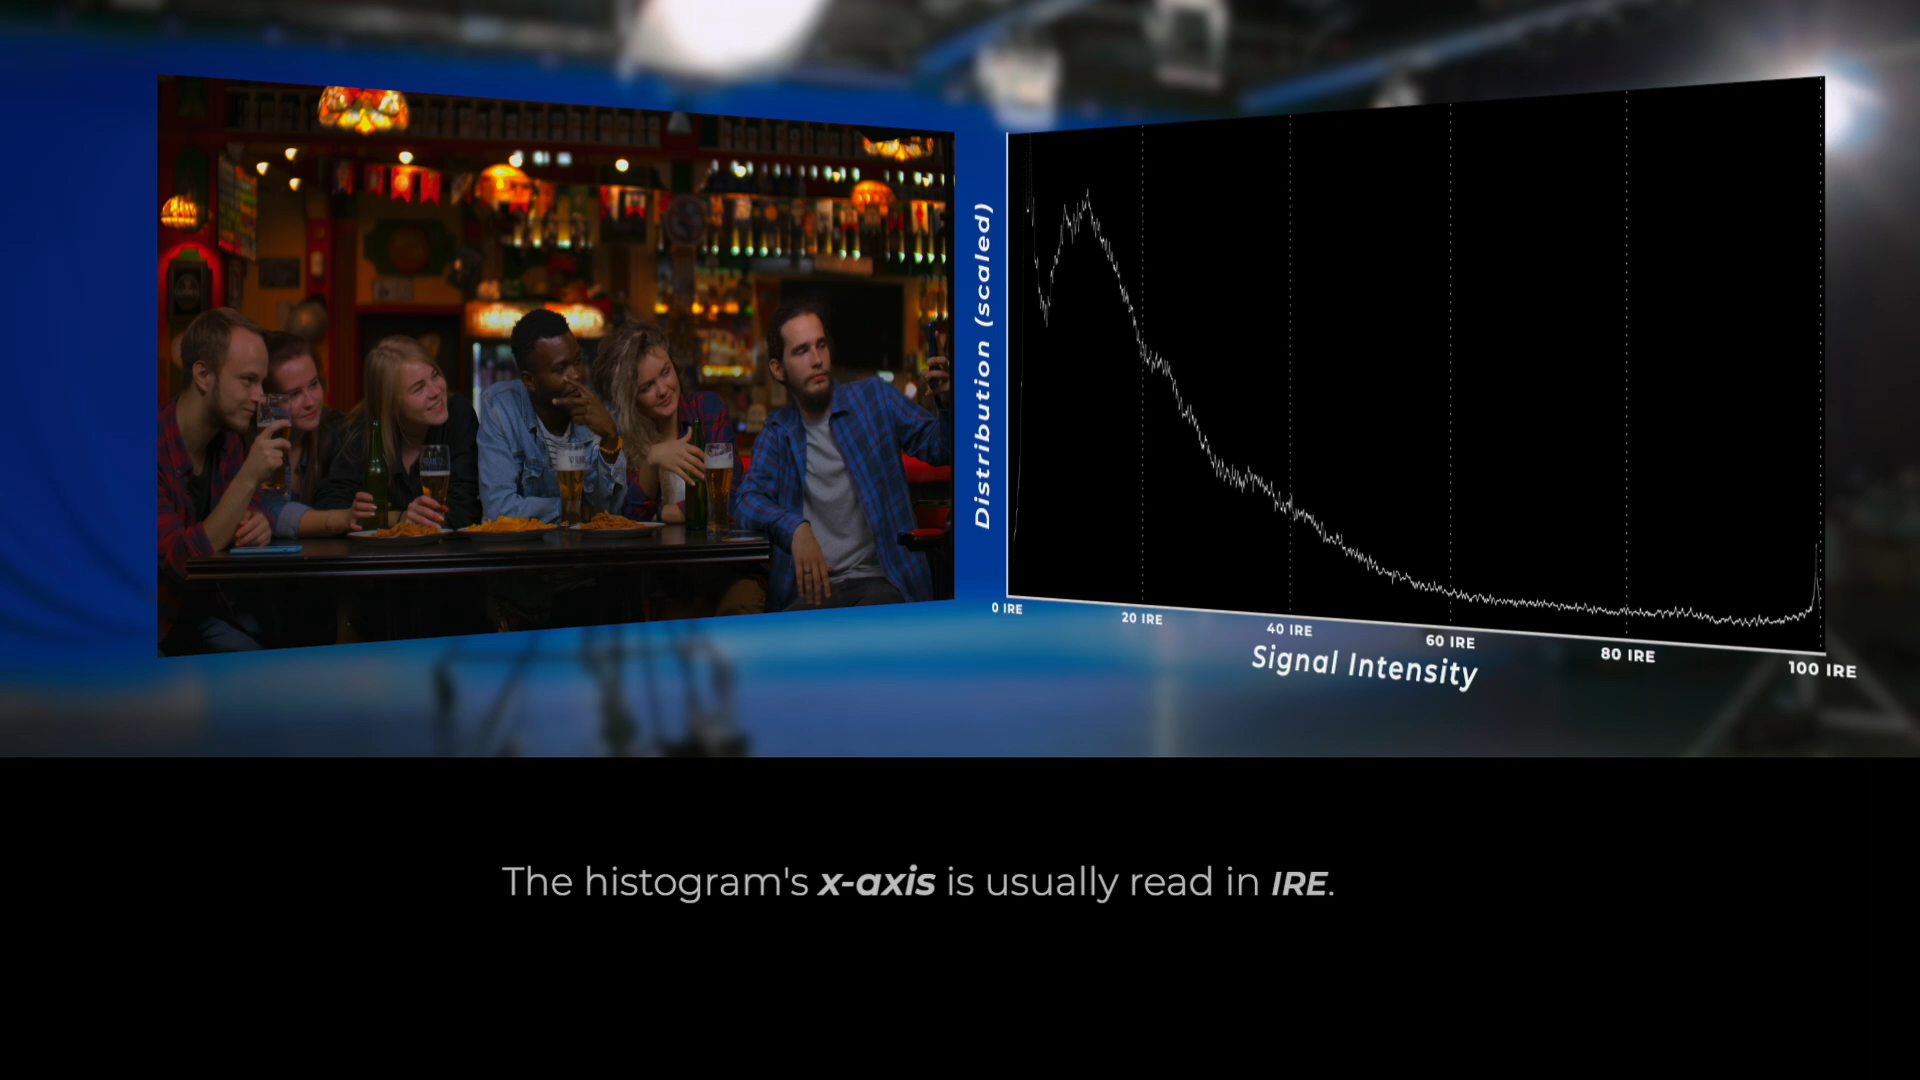 Distribution (scaled)
0 IRE
20 IRE
40 IRE
60 IRE
80 IRE
100 IRE
Signal Intensity
The histogram's x-axis is usually read in IRE.